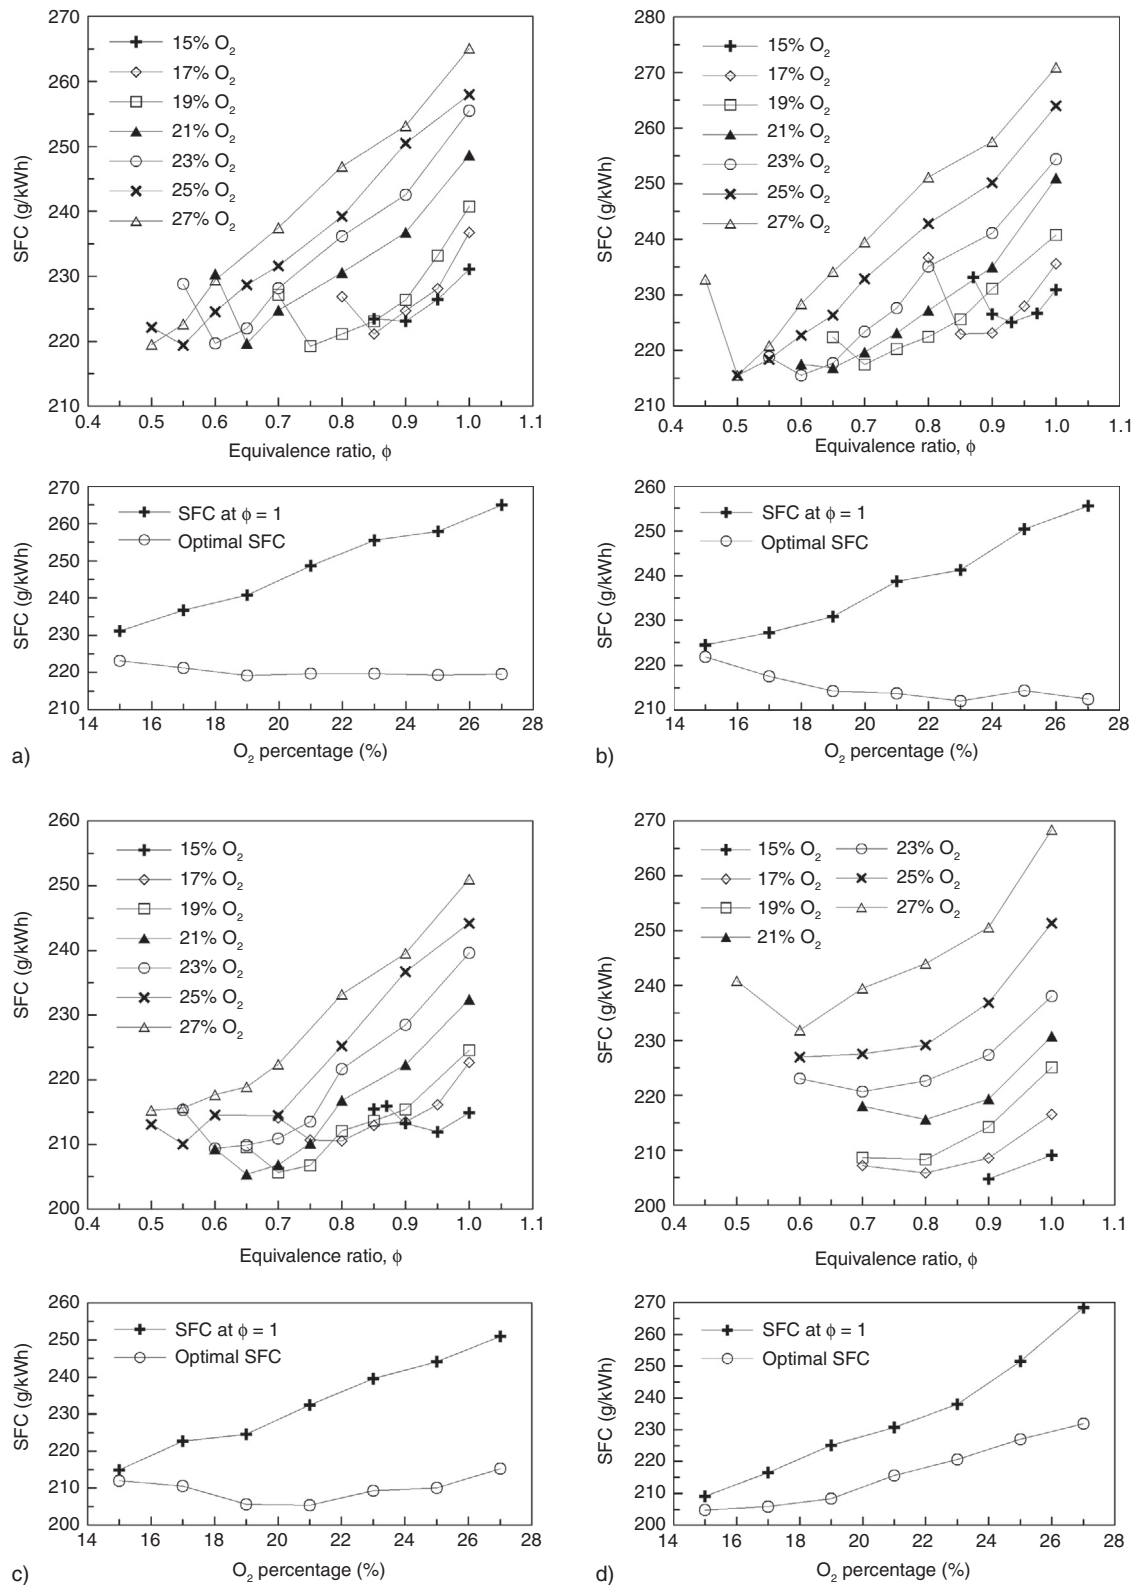 270
260
250
240
230
220
210
SFC (g/kWh)
15% O₂
17% O₂
19% O₂
21% O₂
23% O₂
25% O₂
27% O₂
0.4 0.5 0.6 0.7 0.8 0.9 1.0 1.1
Equivalence ratio, ϕ
270
260
250
240
230
220
210
SFC (g/kWh)
SFC at ϕ = 1
Optimal SFC
14 16 18 20 22 24 26 28
O₂ percentage (%)
a)
280
270
260
250
240
230
220
210
SFC (g/kWh)
15% O₂
17% O₂
19% O₂
21% O₂
23% O₂
25% O₂
27% O₂
0.4 0.5 0.6 0.7 0.8 0.9 1.0 1.1
Equivalence ratio, ϕ
260
250
240
230
220
210
SFC (g/kWh)
SFC at ϕ = 1
Optimal SFC
14 16 18 20 22 24 26 28
O₂ percentage (%)
b)
260
250
240
230
220
210
200
SFC (g/kWh)
15% O₂
17% O₂
19% O₂
21% O₂
23% O₂
25% O₂
27% O₂
0.4 0.5 0.6 0.7 0.8 0.9 1.0 1.1
Equivalence ratio, ϕ
260
250
240
230
220
210
200
SFC (g/kWh)
SFC at ϕ = 1
Optimal SFC
14 16 18 20 22 24 26 28
O₂ percentage (%)
c)
270
260
250
240
230
220
210
200
SFC (g/kWh)
15% O₂ 23% O₂
17% O₂ 25% O₂
19% O₂ 27% O₂
21% O₂
0.4 0.5 0.6 0.7 0.8 0.9 1.0 1.1
Equivalence ratio, ϕ
270
260
250
240
230
220
210
200
SFC (g/kWh)
SFC at ϕ = 1
Optimal SFC
14 16 18 20 22 24 26 28
O₂ percentage (%)
d)